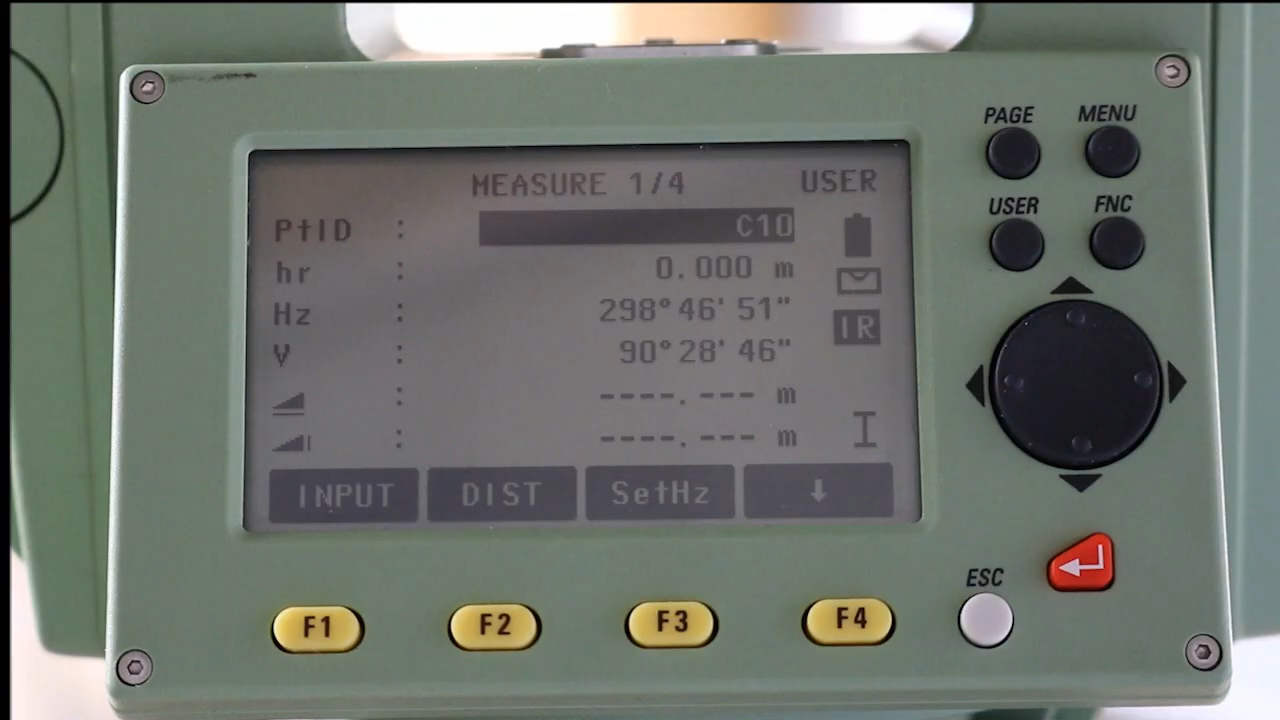 MEASURE 1/4 USER
PtID : C10
hr : 0.000 m
Hz : 298°46' 51"
V : 90°28' 46"
: ----.--- m
: ----.--- m
IR
I
INPUT DIST SetHz ↓
PAGE MENU
USER FNC
ESC
F1 F2 F3 F4